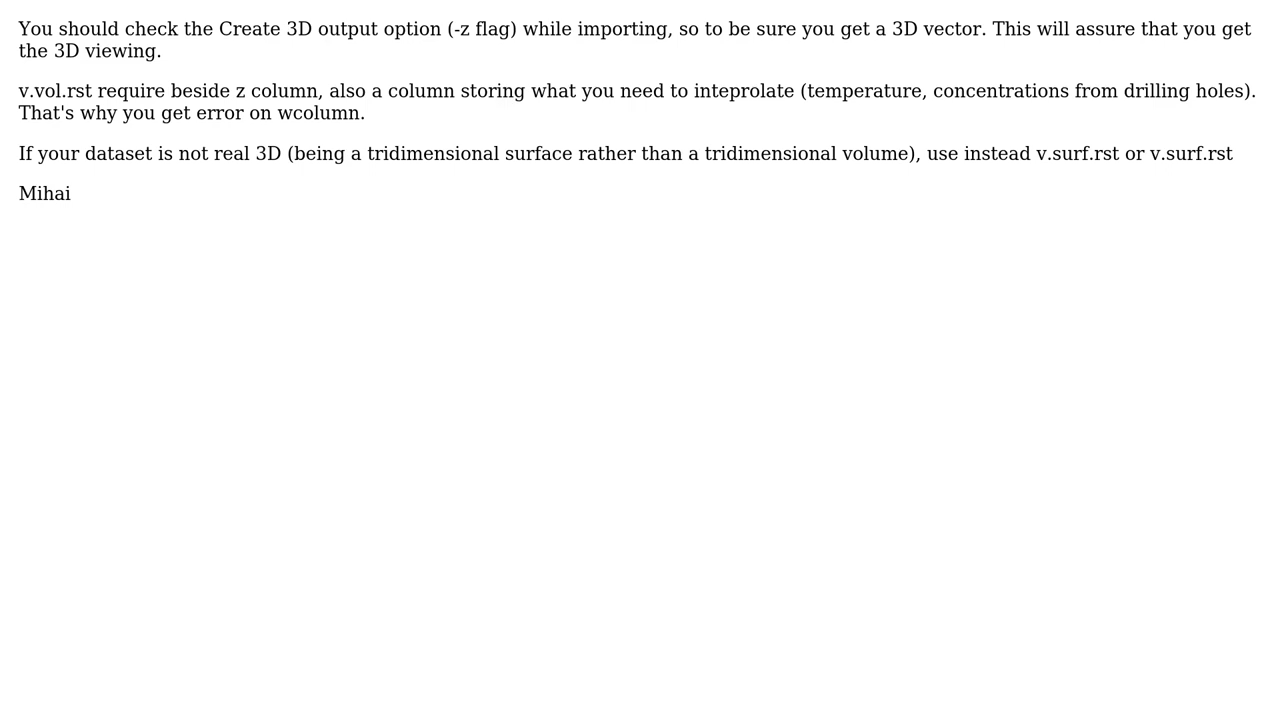 You should check the Create 3D output option (-z flag) while importing, so to be sure you get a 3D vector. This will assure that you get
the 3D viewing.
v.vol.rst require beside z column, also a column storing what you need to inteprolate (temperature, concentrations from drilling holes).
That's why you get error on wcolumn.
If your dataset is not real 3D (being a tridimensional surface rather than a tridimensional volume), use instead v.surf.rst or v.surf.rst
Mihai